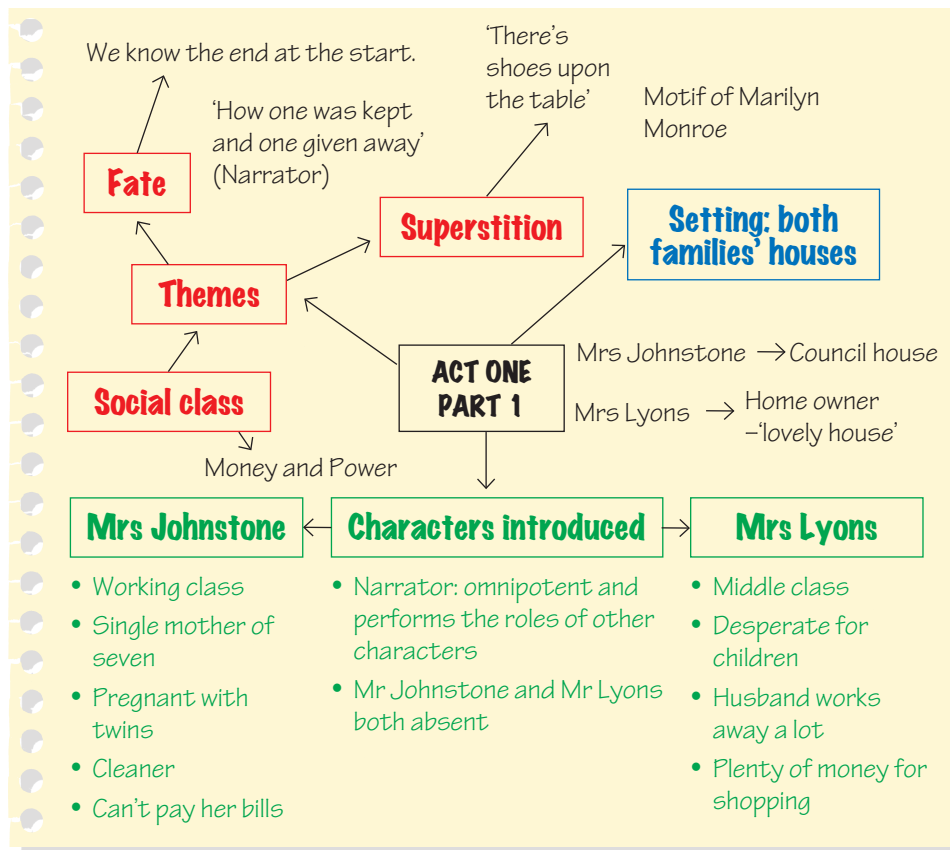 We know the end at the start.
‘There’s
shoes upon
the table’
Motif of Marilyn
Monroe
‘How one was kept
and one given away’
(Narrator)
Fate
Superstition
Setting: both
families’ houses
Themes
ACT ONE
PART 1
Mrs Johnstone → Council house
Mrs Lyons → Home owner
–‘lovely house’
Social class
Money and Power
Mrs Johnstone
Characters introduced
Mrs Lyons
• Working class
• Single mother of
seven
• Pregnant with
twins
• Cleaner
• Can’t pay her bills
• Narrator: omnipotent and
performs the roles of other
characters
• Mr Johnstone and Mr Lyons
both absent
• Middle class
• Desperate for
children
• Husband works
away a lot
• Plenty of money for
shopping